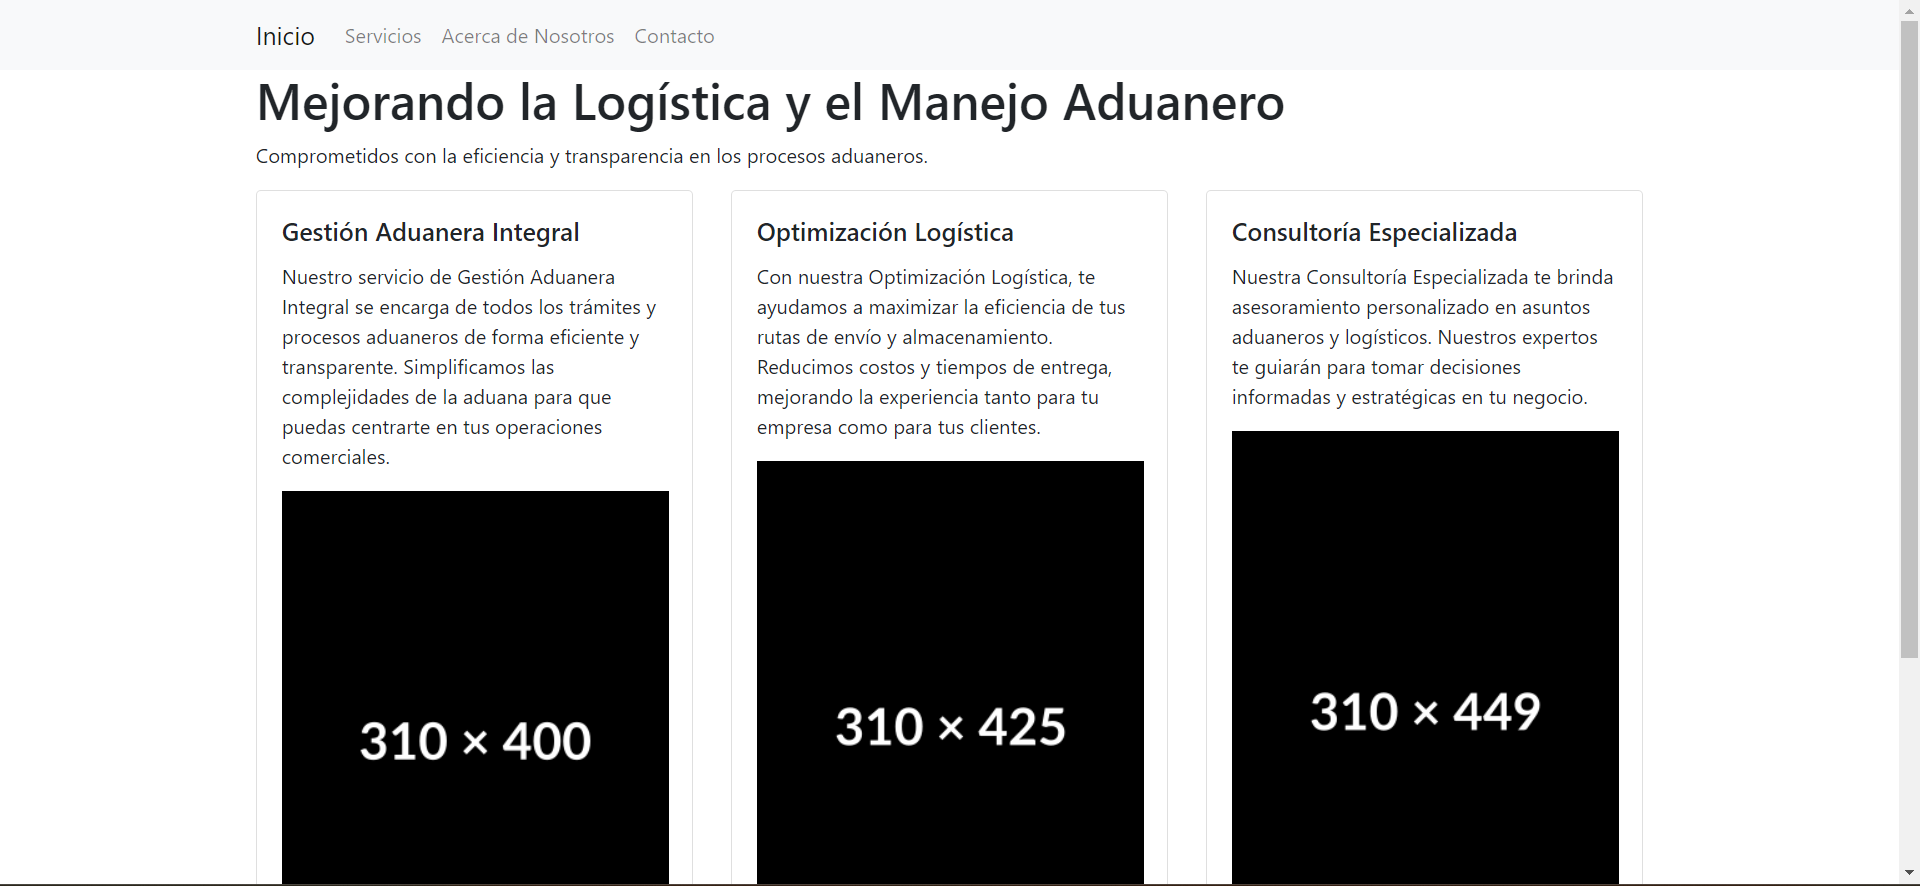 Inicio Servicios Acerca de Nosotros Contacto
Mejorando la Logística y el Manejo Aduanero
Comprometidos con la eficiencia y transparencia en los procesos aduaneros.
Gestión Aduanera Integral
Nuestro servicio de Gestión Aduanera
Integral se encarga de todos los trámites y
procesos aduaneros de forma eficiente y
transparente. Simplificamos las
complejidades de la aduana para que
puedas centrarte en tus operaciones
comerciales.
310 × 400
Optimización Logística
Con nuestra Optimización Logística, te
ayudamos a maximizar la eficiencia de tus
rutas de envío y almacenamiento.
Reducimos costos y tiempos de entrega,
mejorando la experiencia tanto para tu
empresa como para tus clientes.
310 × 425
Consultoría Especializada
Nuestra Consultoría Especializada te brinda
asesoramiento personalizado en asuntos
aduaneros y logísticos. Nuestros expertos
te guiarán para tomar decisiones
informadas y estratégicas en tu negocio.
310 × 449